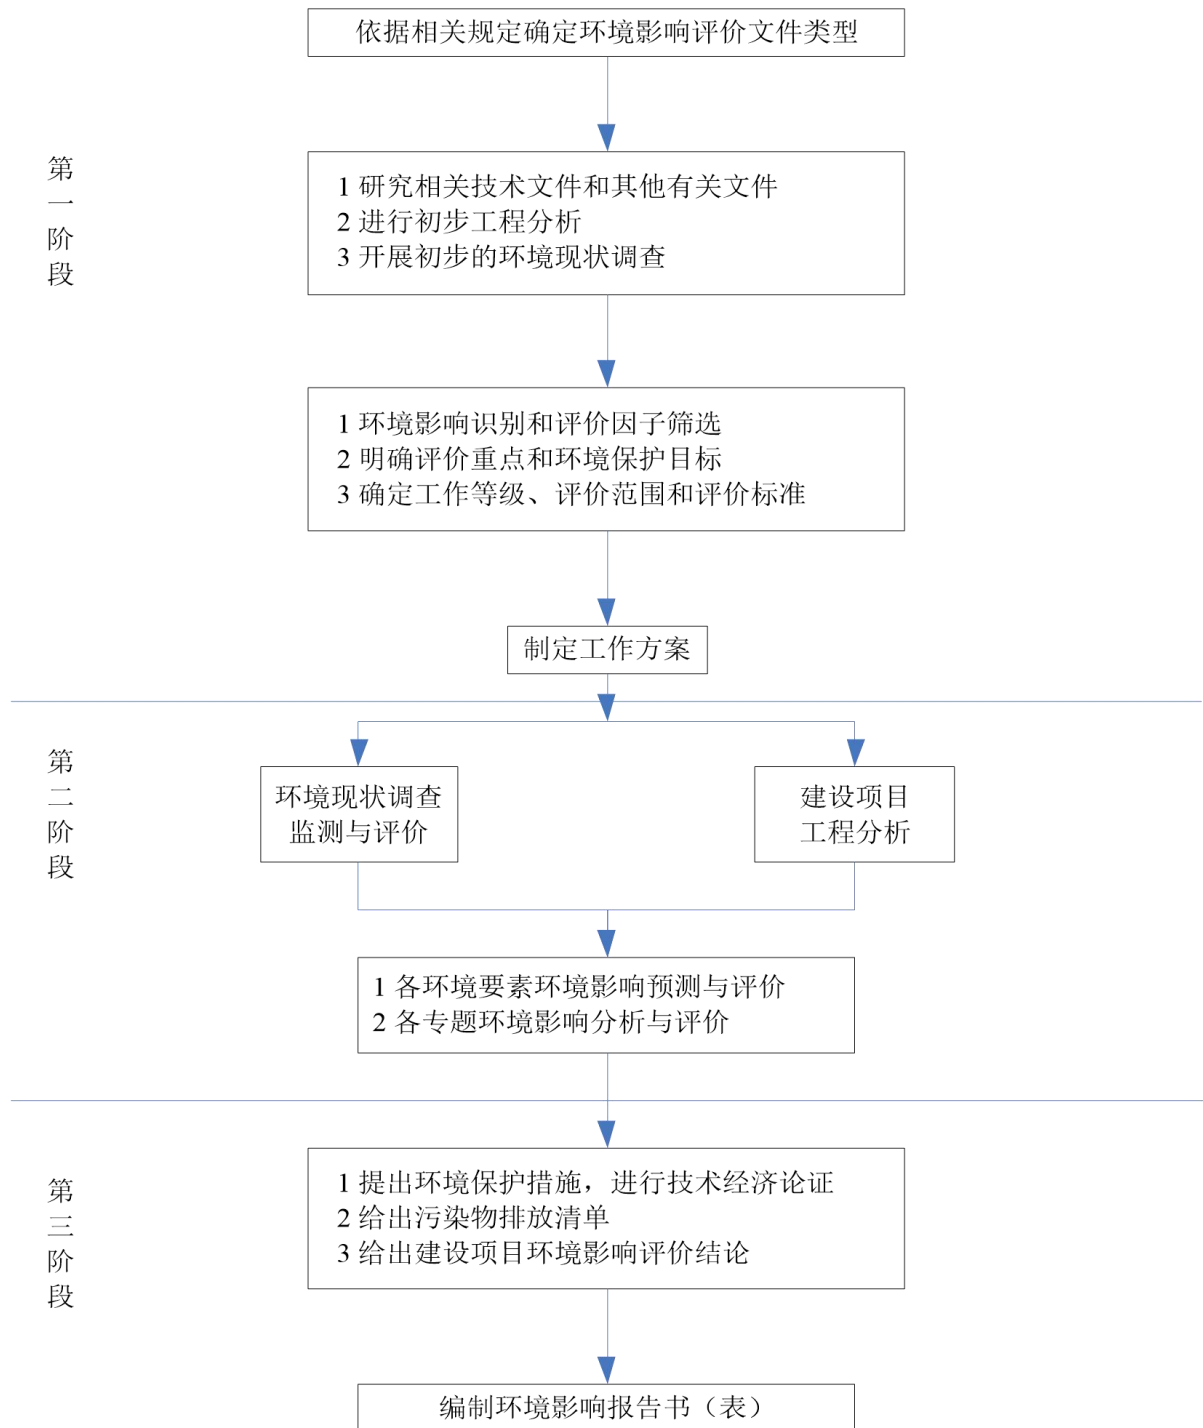 依据相关规定确定环境影响评价文件类型
第一阶段
1 研究相关技术文件和其他有关文件
2 进行初步工程分析
3 开展初步的环境现状调查
1 环境影响识别和评价因子筛选
2 明确评价重点和环境保护目标
3 确定工作等级、评价范围和评价标准
制定工作方案
第二阶段
环境现状调查
监测与评价
建设项目
工程分析
1 各环境要素环境影响预测与评价
2 各专题环境影响分析与评价
第三阶段
1 提出环境保护措施，进行技术经济论证
2 给出污染物排放清单
3 给出建设项目环境影响评价结论
编制环境影响报告书（表）